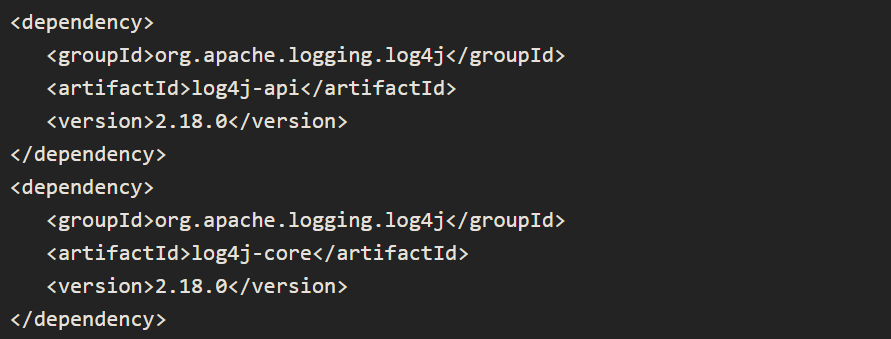 <dependency>
   <groupId>org.apache.logging.log4j</groupId>
   <artifactId>log4j-api</artifactId>
   <version>2.18.0</version>
</dependency>
<dependency>
   <groupId>org.apache.logging.log4j</groupId>
   <artifactId>log4j-core</artifactId>
   <version>2.18.0</version>
</dependency>